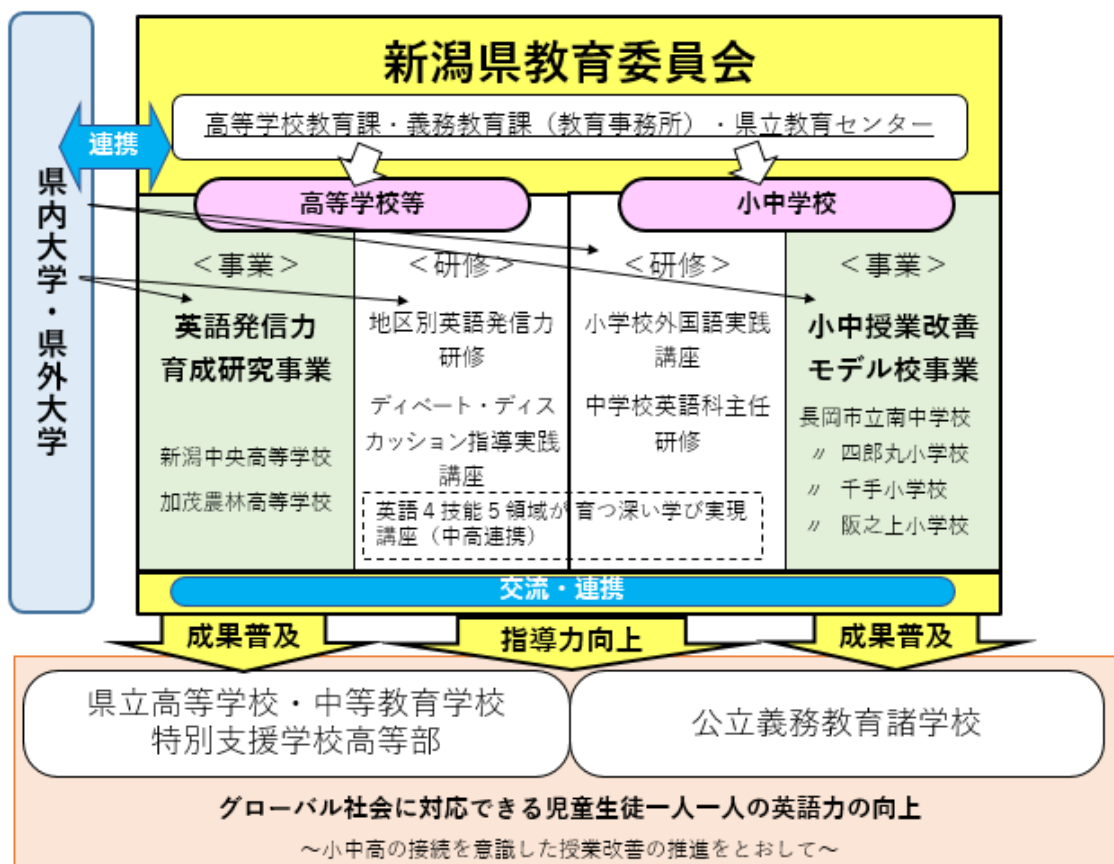 新潟県教育委員会
高等学校教育課・義務教育課（教育事務所）・県立教育センター
連携
県内大学・県外大学
高等学校等
小中学校
＜事業＞
英語発信力
育成研究事業
新潟中央高等学校
加茂農林高等学校
＜研修＞
地区別英語発信力
研修
ディベート・ディス
カッション指導実践
講座
＜研修＞
小学校外国語実践
講座
中学校英語科主任
研修
英語４技能５領域が育つ深い学び実現
講座（中高連携）
＜事業＞
小中授業改善
モデル校事業
長岡市立南中学校
〃 四郎丸小学校
〃 千手小学校
〃 阪之上小学校
交流・連携
成果普及
指導力向上
成果普及
県立高等学校・中等教育学校
特別支援学校高等部
公立義務教育諸学校
グローバル社会に対応できる児童生徒一人一人の英語力の向上
～小中高の接続を意識した授業改善の推進をとおして～